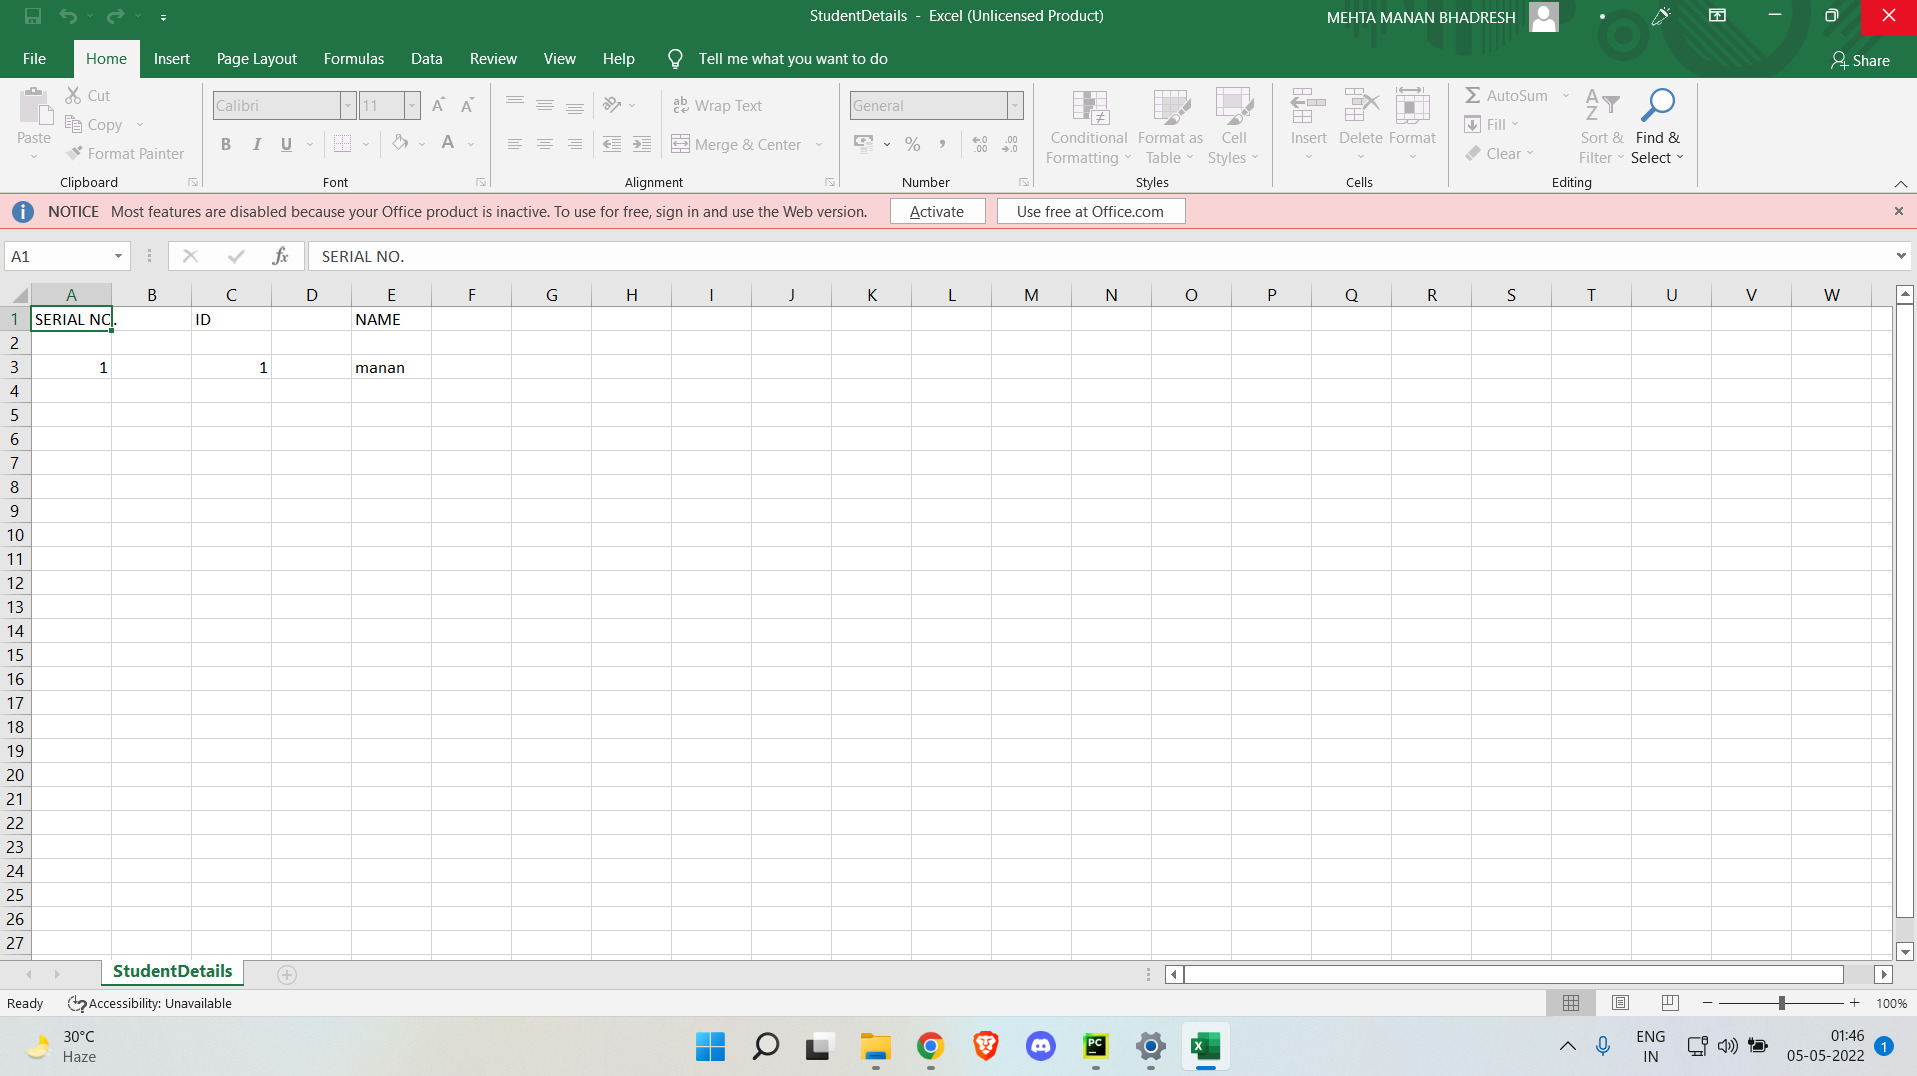 StudentDetails - Excel (Unlicensed Product)
MEHTA MANAN BHADRESH
File Home Insert Page Layout Formulas Data Review View Help Tell me what you want to do
Share
Paste
Cut
Copy
Format Painter
Clipboard
Calibri 11
B I U
Font
Wrap Text
Merge & Center
Alignment
General
Number
Conditional Formatting
Format as Table
Cell Styles
Styles
Insert Delete Format
Cells
AutoSum
Fill
Clear
Sort & Filter
Find & Select
Editing
NOTICE Most features are disabled because your Office product is inactive. To use for free, sign in and use the Web version. Activate Use free at Office.com
A1 fx SERIAL NO.
A B C D E F G H I J K L M N O P Q R S T U V W
1 SERIAL NO. ID NAME
2
3 1 1 manan
4
5
6
7
8
9
10
11
12
13
14
15
16
17
18
19
20
21
22
23
24
25
26
27
StudentDetails
Ready Accessibility: Unavailable 100%
30°C
Haze
PC
ENG
IN
01:46
05-05-2022
1